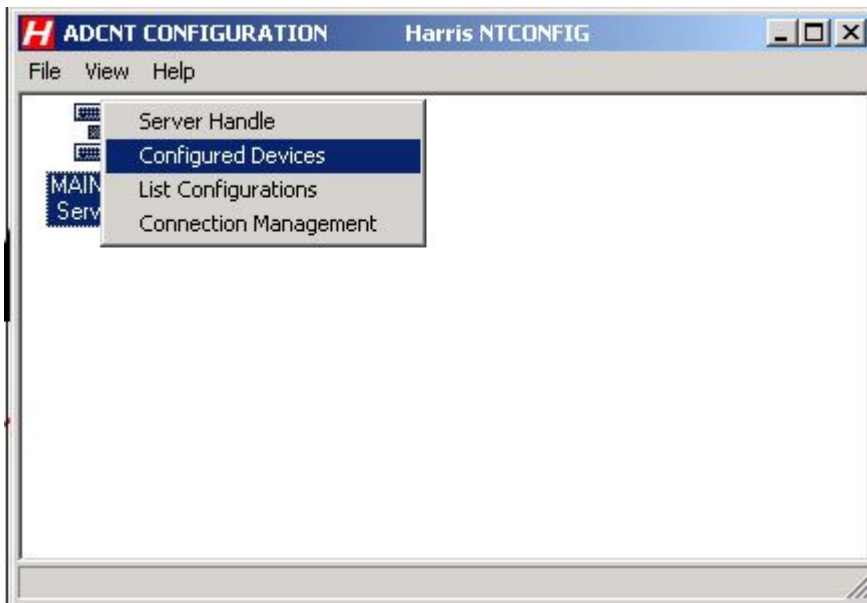 H ADCNT CONFIGURATION Harris NTCONFIG
File View Help
Server Handle
Configured Devices
List Configurations
Connection Management
MAIN
Serv